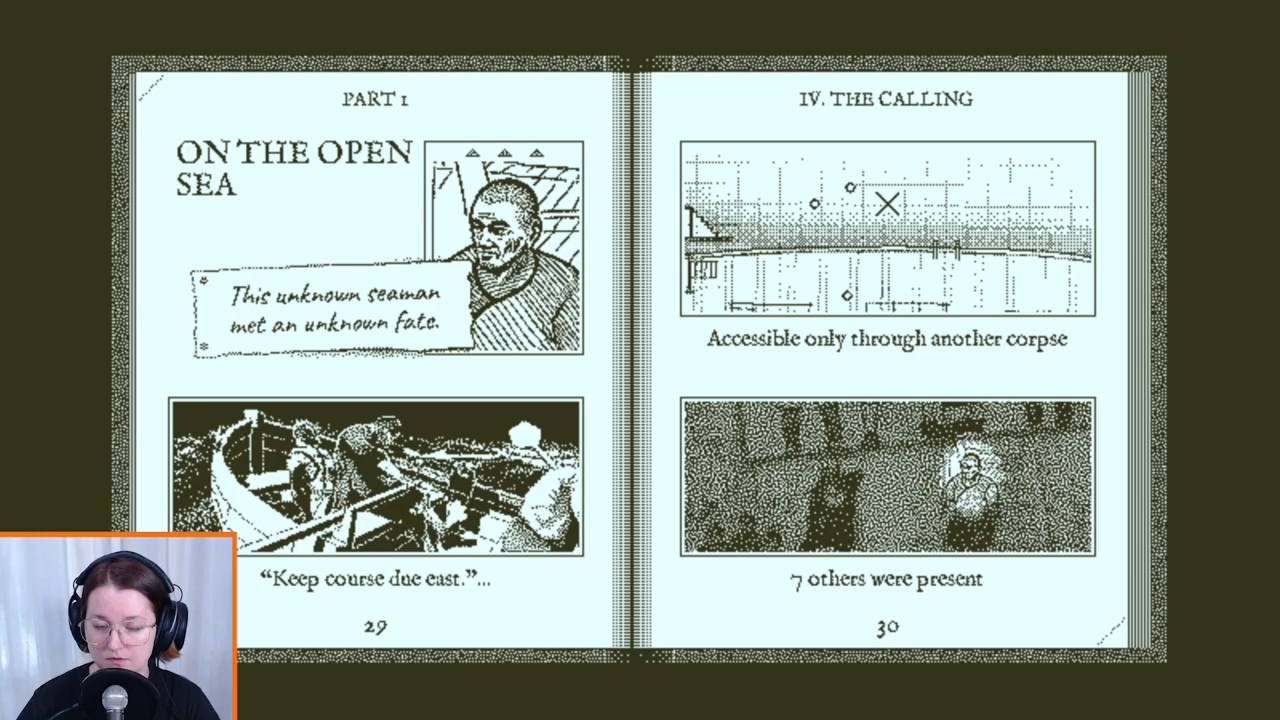 PART 1
ON THE OPEN
SEA
This unknown seaman
met an unknown fate.
"Keep course due east."...
29
IV. THE CALLING
Accessible only through another corpse
7 others were present
30